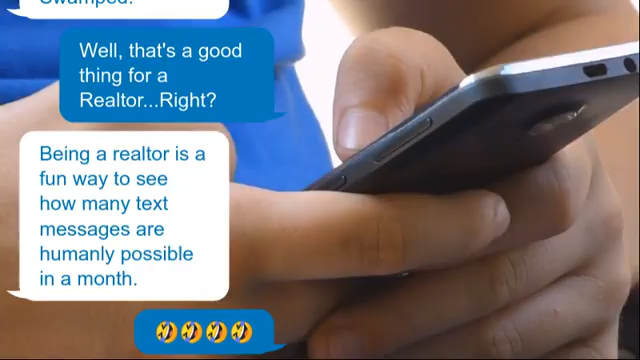 Swamped.
Well, that's a good
thing for a
Realtor...Right?
Being a realtor is a
fun way to see
how many text
messages are
humanly possible
in a month.
🤣🤣🤣🤣